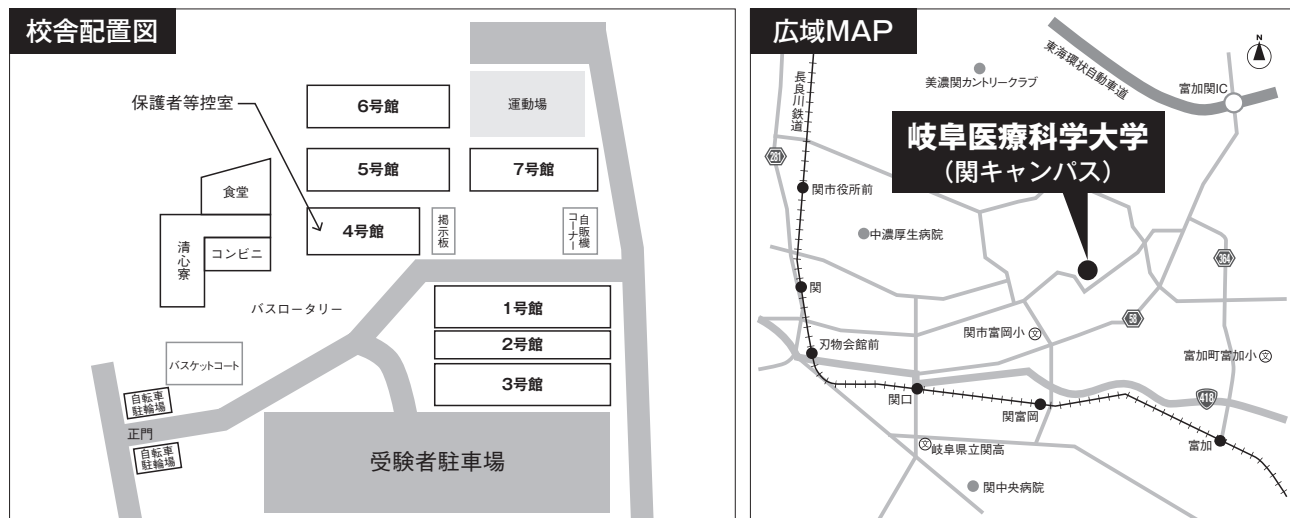 校舎配置図
保護者等控室
6号館
運動場
5号館
7号館
食堂
4号館
掲示板
自販機
コーナー
清心寮
コンビニ
バスロータリー
1号館
2号館
バスケットコート
3号館
自転車
駐輪場
正門
自転車
駐輪場
受験者駐車場
広域MAP
N
東海環状自動車道
美濃関カントリークラブ
富加関IC
長良川鉄道
岐阜医療科学大学
(関キャンパス)
281
関市役所前
中濃厚生病院
364
関
58
関市富岡小
文
刃物会館前
富加町富加小
文
関口
関富岡
418
富加
文
岐阜県立関高
関中央病院